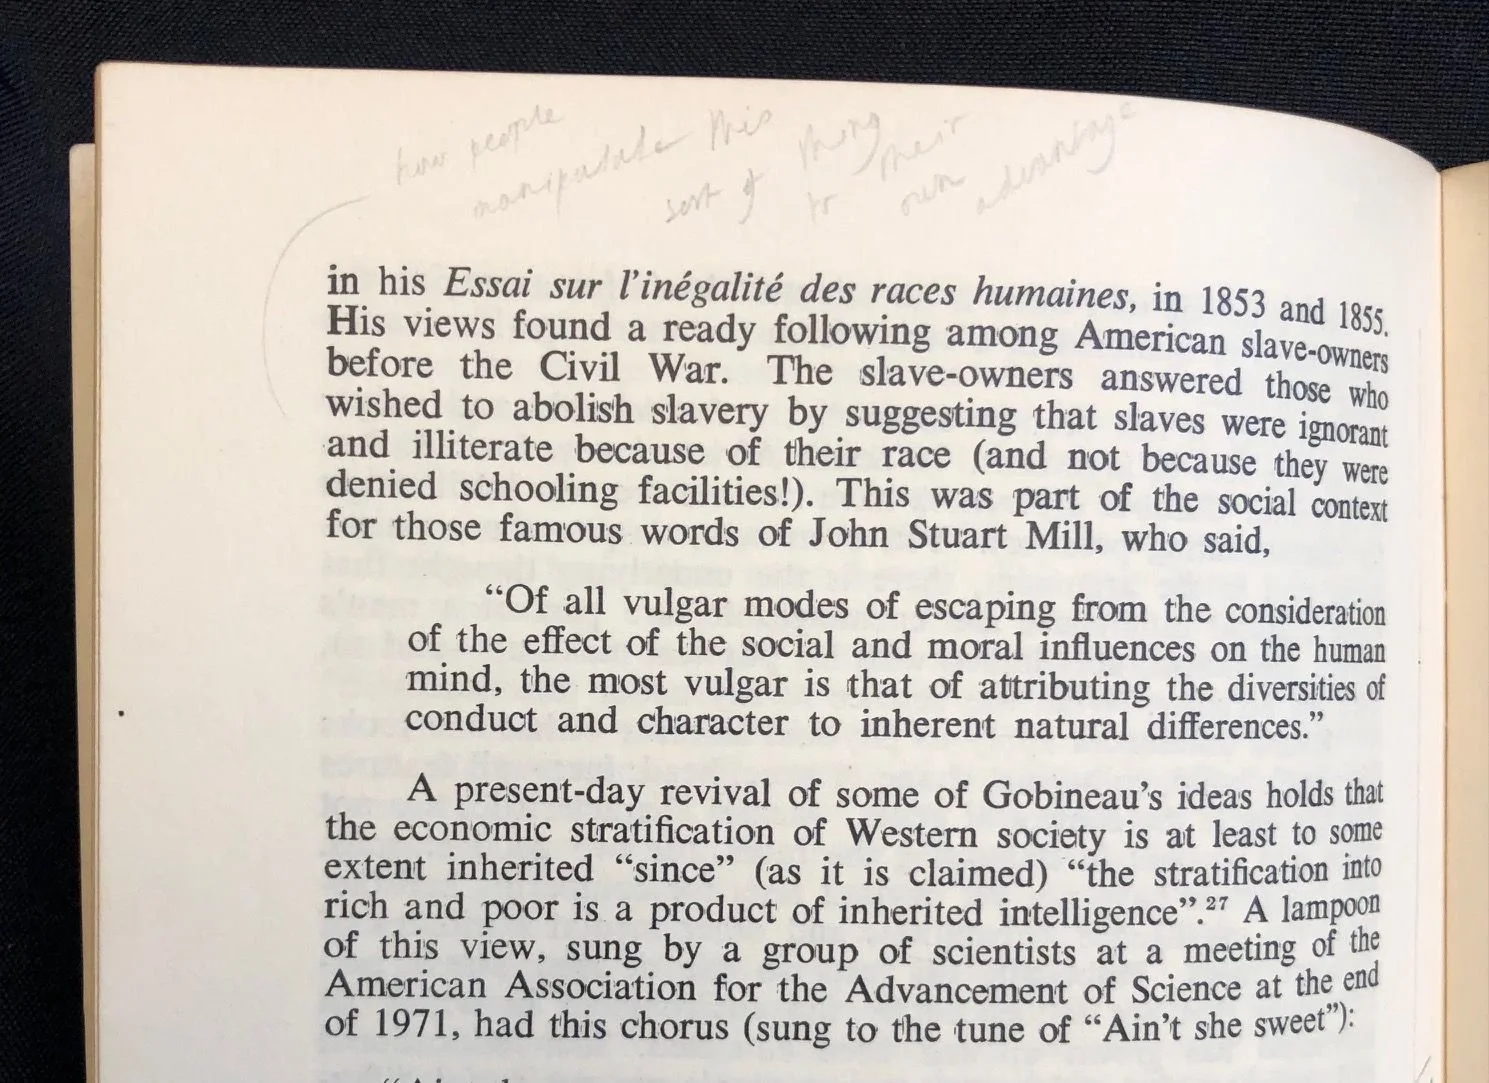 how people
manipulate this
sort of thing
to their
own advantage
in his Essai sur l'inégalité des races humaines, in 1853 and 1855.
His views found a ready following among American slave-owners
before the Civil War. The slave-owners answered those who
wished to abolish slavery by suggesting that slaves were ignorant
and illiterate because of their race (and not because they were
denied schooling facilities!). This was part of the social context
for those famous words of John Stuart Mill, who said,
“Of all vulgar modes of escaping from the consideration
of the effect of the social and moral influences on the human
mind, the most vulgar is that of attributing the diversities of
conduct and character to inherent natural differences.”
A present-day revival of some of Gobineau's ideas holds that
the economic stratification of Western society is at least to some
extent inherited “since” (as it is claimed) “the stratification into
rich and poor is a product of inherited intelligence”.²⁷ A lampoon
of this view, sung by a group of scientists at a meeting of the
American Association for the Advancement of Science at the end
of 1971, had this chorus (sung to the tune of “Ain't she sweet”):